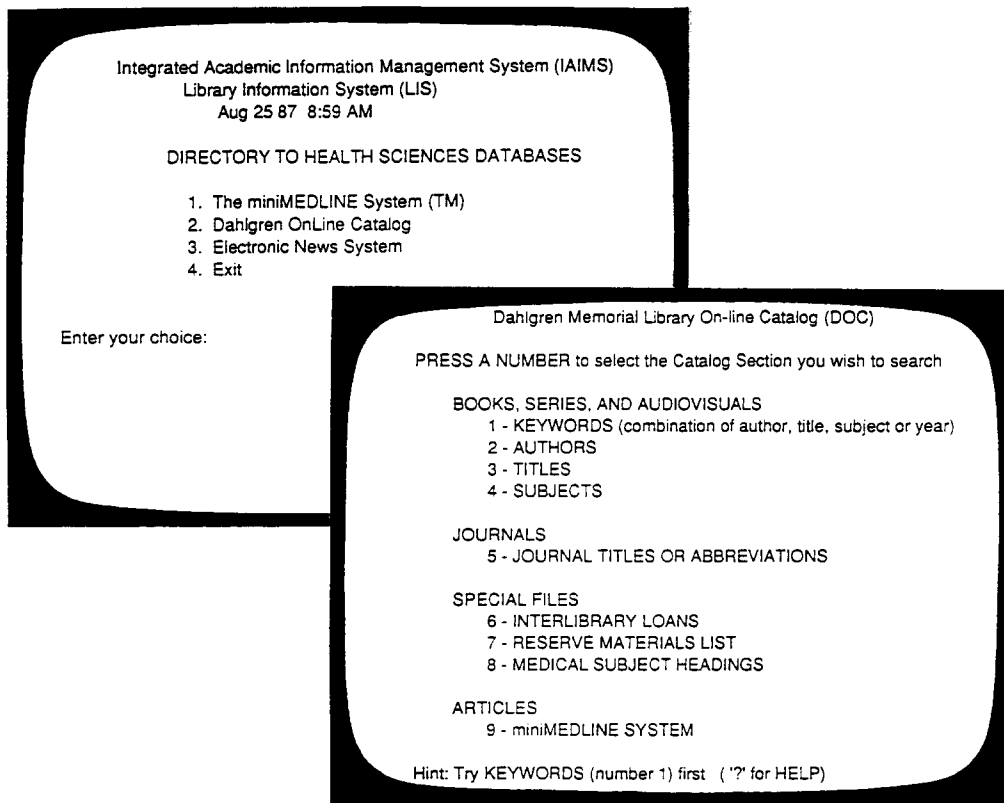 Integrated Academic Information Management System (IAIMS)
Library Information System (LIS)
Aug 25 87 8:59 AM
DIRECTORY TO HEALTH SCIENCES DATABASES
1. The miniMEDLINE System (TM)
2. Dahlgren OnLine Catalog
3. Electronic News System
4. Exit
Enter your choice:
Dahlgren Memorial Library On-line Catalog (DOC)
PRESS A NUMBER to select the Catalog Section you wish to search
BOOKS, SERIES, AND AUDIOVISUALS
1 - KEYWORDS (combination of author, title, subject or year)
2 - AUTHORS
3 - TITLES
4 - SUBJECTS
JOURNALS
5 - JOURNAL TITLES OR ABBREVIATIONS
SPECIAL FILES
6 - INTERLIBRARY LOANS
7 - RESERVE MATERIALS LIST
8 - MEDICAL SUBJECT HEADINGS
ARTICLES
9 - miniMEDLINE SYSTEM
Hint: Try KEYWORDS (number 1) first ( '?' for HELP)